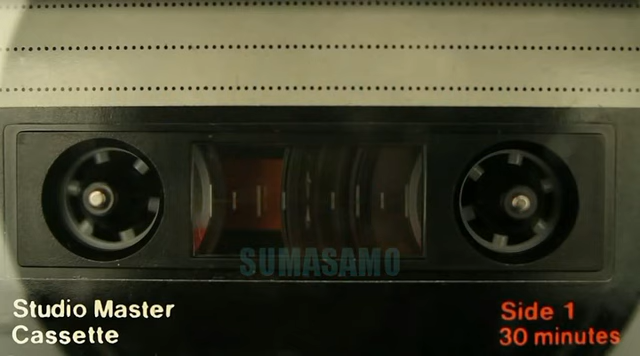 SUMASAMO
Studio Master
Cassette
Side 1
30 minutes